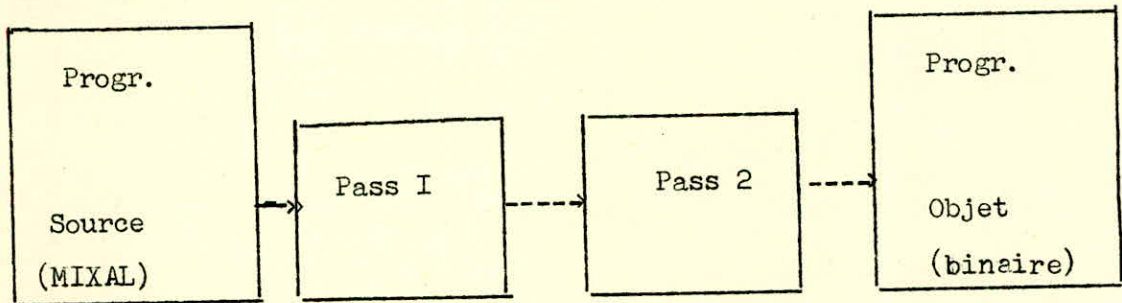 Progr.
Source
(MIXAL)
Pass I
Pass 2
Progr.
Objet
(binaire)